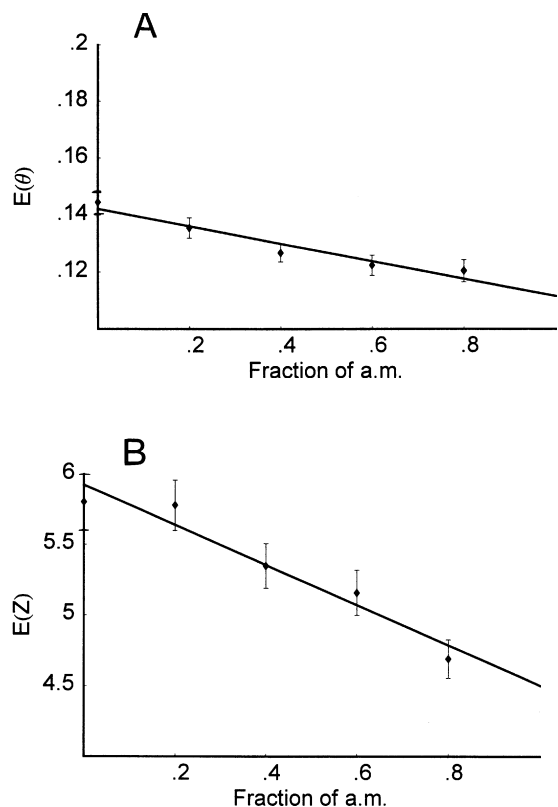 A
.2
.18
.16
.14
.12
E(θ)
.2 .4 .6 .8
Fraction of a.m.
B
6
5.5
5
4.5
E(Z)
.2 .4 .6 .8
Fraction of a.m.